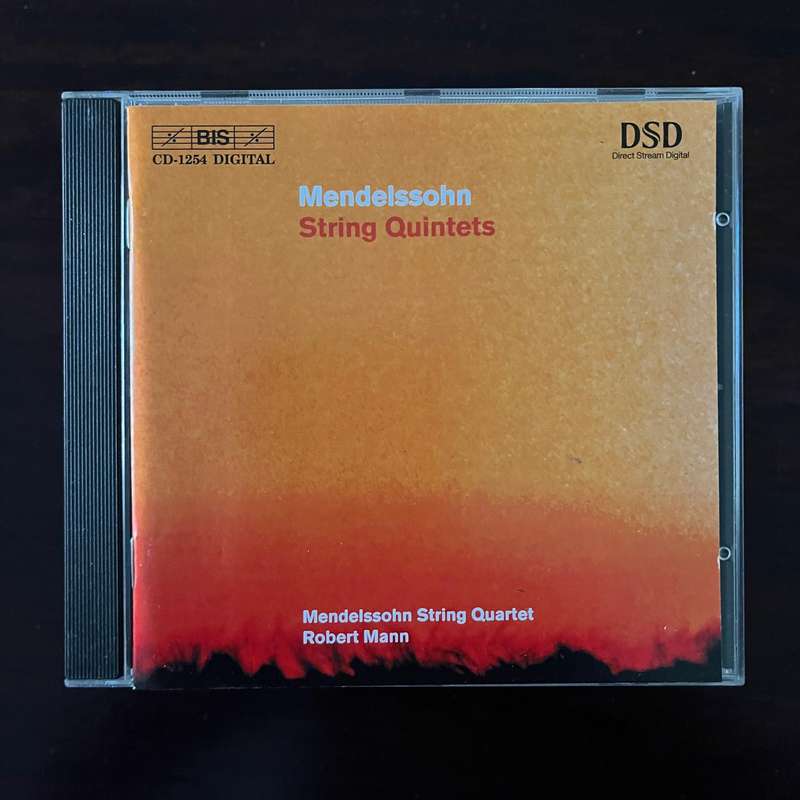 BIS
CD-1254 DIGITAL
DSD
Direct Stream Digital
Mendelssohn
String Quintets
Mendelssohn String Quartet
Robert Mann